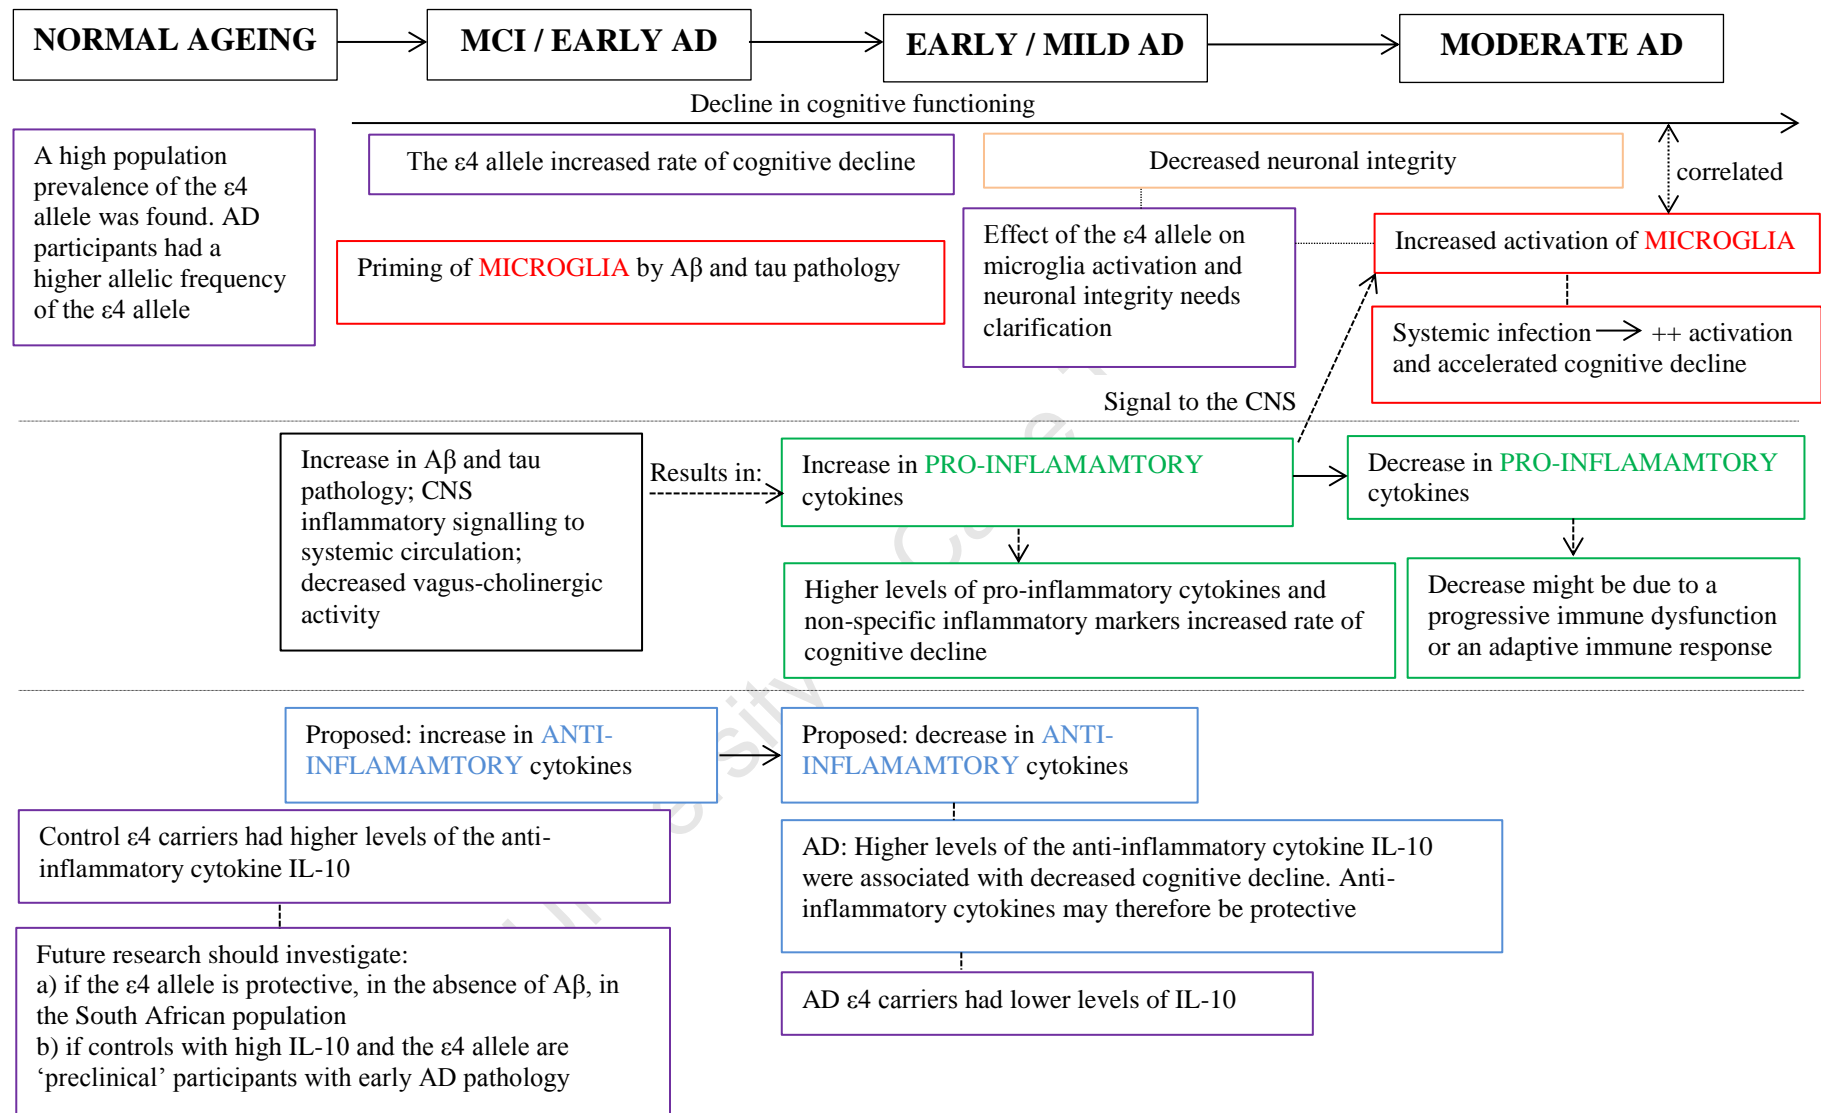 NORMAL AGEING
MCI / EARLY AD
EARLY / MILD AD
MODERATE AD
Decline in cognitive functioning
A high population
prevalence of the ε4
allele was found. AD
participants had a
higher allelic frequency
of the ε4 allele
The ε4 allele increased rate of cognitive decline
Decreased neuronal integrity
correlated
Priming of MICROGLIA by Aβ and tau pathology
Effect of the ε4 allele on
microglia activation and
neuronal integrity needs
clarification
Increased activation of MICROGLIA
Systemic infection → ++ activation
and accelerated cognitive decline
Signal to the CNS
Increase in Aβ and tau
pathology; CNS
inflammatory signalling to
systemic circulation;
decreased vagus-cholinergic
activity
Results in:
Increase in PRO-INFLAMAMTORY
cytokines
Decrease in PRO-INFLAMAMTORY
cytokines
Higher levels of pro-inflammatory cytokines and
non-specific inflammatory markers increased rate of
cognitive decline
Decrease might be due to a
progressive immune dysfunction
or an adaptive immune response
Proposed: increase in ANTI-
INFLAMAMTORY cytokines
Proposed: decrease in ANTI-
INFLAMAMTORY cytokines
Control ε4 carriers had higher levels of the anti-
inflammatory cytokine IL-10
AD: Higher levels of the anti-inflammatory cytokine IL-10
were associated with decreased cognitive decline. Anti-
inflammatory cytokines may therefore be protective
Future research should investigate:
a) if the ε4 allele is protective, in the absence of Aβ, in
the South African population
b) if controls with high IL-10 and the ε4 allele are
‘preclinical’ participants with early AD pathology
AD ε4 carriers had lower levels of IL-10